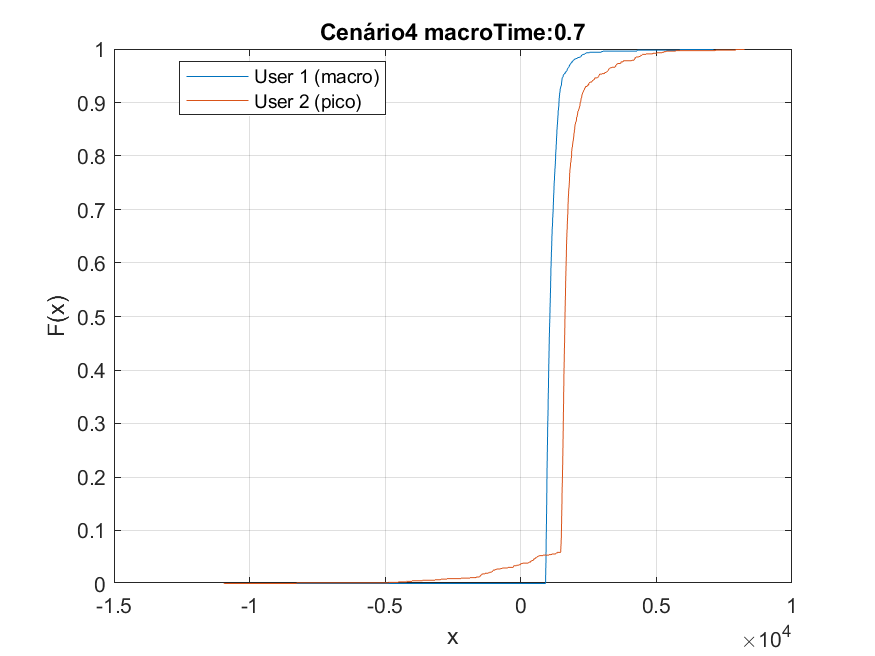 Cenário4 macroTime:0.7
User 1 (macro)
User 2 (pico)
F(x)
1
0.9
0.8
0.7
0.6
0.5
0.4
0.3
0.2
0.1
0
-1.5 -1 -0.5 0 0.5 1
x
×10⁴